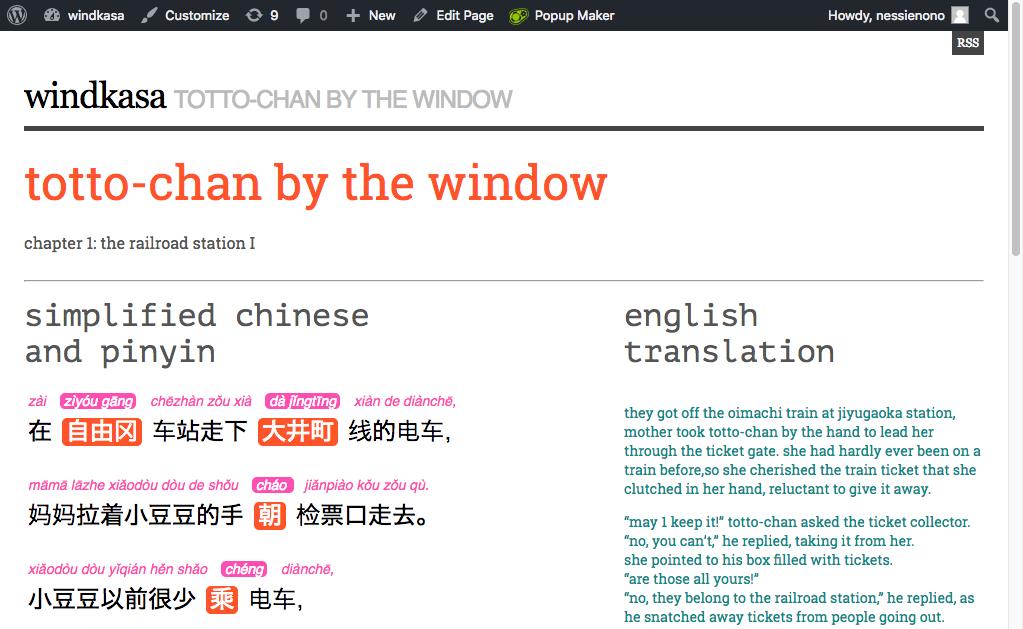 windkasa Customize 9 0 New Edit Page Popup Maker Howdy, nessienono
RSS
windkasa TOTTO-CHAN BY THE WINDOW
totto-chan by the window
chapter 1: the railroad station I
simplified chinese
and pinyin
zài zìyóu gāng chēzhàn zǒu xià dà jǐngtīng xiàn de diànchē,
在 自由冈 车站走下 大井町 线的电车,
māmā lāzhe xiǎodòu dòu de shǒu cháo jiǎnpiào kǒu zǒu qù.
妈妈拉着小豆豆的手 朝 检票口走去。
xiǎodòu dòu yǐqián hěn shǎo chéng diànchē,
小豆豆以前很少 乘 电车,
english
translation
they got off the oimachi train at jiyugaoka station,
mother took totto-chan by the hand to lead her
through the ticket gate. she had hardly ever been on a
train before,so she cherished the train ticket that she
clutched in her hand, reluctant to give it away.
“may I keep it!” totto-chan asked the ticket collector.
“no, you can’t,” he replied, taking it from her.
she pointed to his box filled with tickets.
“are those all yours!”
“no, they belong to the railroad station,” he replied, as
he snatched away tickets from people going out.